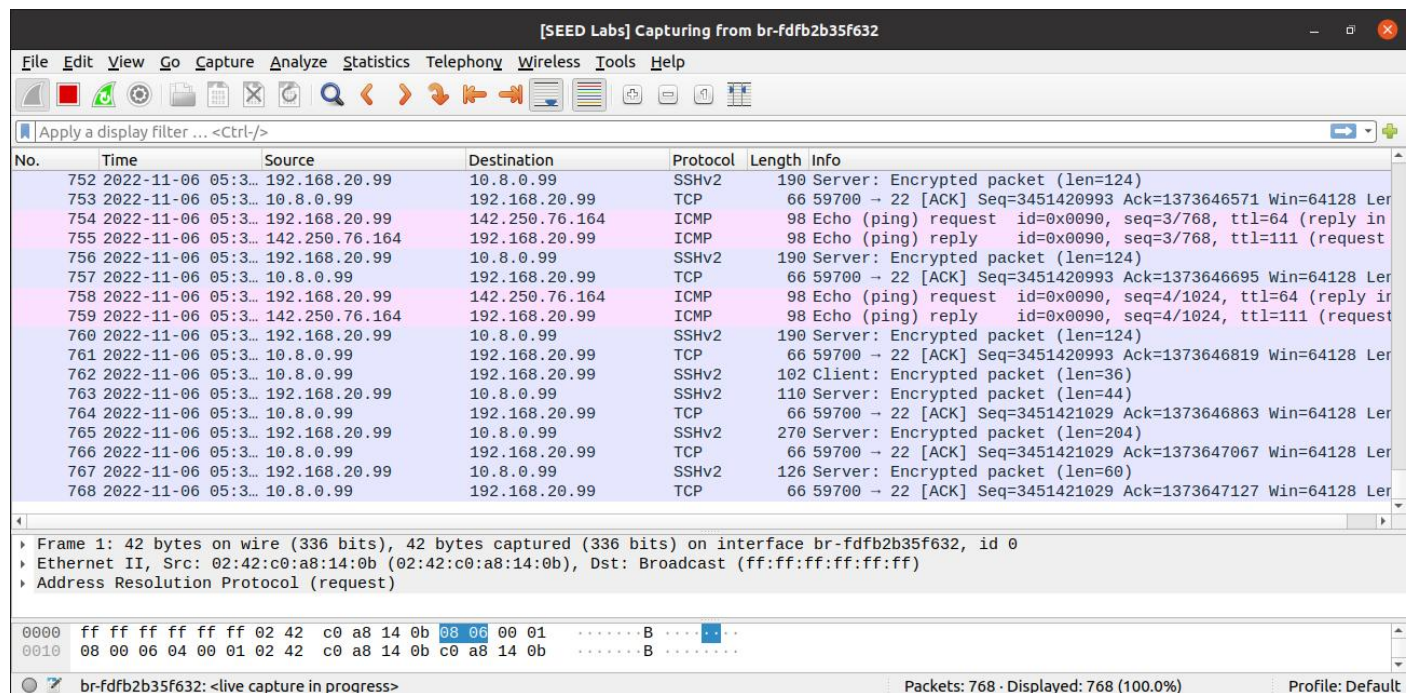 [SEED Labs] Capturing from br-fdfb2b35f632
File Edit View Go Capture Analyze Statistics Telephony Wireless Tools Help
Apply a display filter … <Ctrl-/>
No. Time Source Destination Protocol Length Info
752 2022-11-06 05:3… 192.168.20.99 10.8.0.99 SSHv2 190 Server: Encrypted packet (len=124)
753 2022-11-06 05:3… 10.8.0.99 192.168.20.99 TCP 66 59700 → 22 [ACK] Seq=3451420993 Ack=1373646571 Win=64128 Ler
754 2022-11-06 05:3… 192.168.20.99 142.250.76.164 ICMP 98 Echo (ping) request id=0x0090, seq=3/768, ttl=64 (reply in
755 2022-11-06 05:3… 142.250.76.164 192.168.20.99 ICMP 98 Echo (ping) reply id=0x0090, seq=3/768, ttl=111 (request
756 2022-11-06 05:3… 192.168.20.99 10.8.0.99 SSHv2 190 Server: Encrypted packet (len=124)
757 2022-11-06 05:3… 10.8.0.99 192.168.20.99 TCP 66 59700 → 22 [ACK] Seq=3451420993 Ack=1373646695 Win=64128 Ler
758 2022-11-06 05:3… 192.168.20.99 142.250.76.164 ICMP 98 Echo (ping) request id=0x0090, seq=4/1024, ttl=64 (reply ir
759 2022-11-06 05:3… 142.250.76.164 192.168.20.99 ICMP 98 Echo (ping) reply id=0x0090, seq=4/1024, ttl=111 (request
760 2022-11-06 05:3… 192.168.20.99 10.8.0.99 SSHv2 190 Server: Encrypted packet (len=124)
761 2022-11-06 05:3… 10.8.0.99 192.168.20.99 TCP 66 59700 → 22 [ACK] Seq=3451420993 Ack=1373646819 Win=64128 Ler
762 2022-11-06 05:3… 10.8.0.99 192.168.20.99 SSHv2 102 Client: Encrypted packet (len=36)
763 2022-11-06 05:3… 192.168.20.99 10.8.0.99 SSHv2 110 Server: Encrypted packet (len=44)
764 2022-11-06 05:3… 10.8.0.99 192.168.20.99 TCP 66 59700 → 22 [ACK] Seq=3451421029 Ack=1373646863 Win=64128 Ler
765 2022-11-06 05:3… 192.168.20.99 10.8.0.99 SSHv2 270 Server: Encrypted packet (len=204)
766 2022-11-06 05:3… 10.8.0.99 192.168.20.99 TCP 66 59700 → 22 [ACK] Seq=3451421029 Ack=1373647067 Win=64128 Ler
767 2022-11-06 05:3… 192.168.20.99 10.8.0.99 SSHv2 126 Server: Encrypted packet (len=60)
768 2022-11-06 05:3… 10.8.0.99 192.168.20.99 TCP 66 59700 → 22 [ACK] Seq=3451421029 Ack=1373647127 Win=64128 Ler
Frame 1: 42 bytes on wire (336 bits), 42 bytes captured (336 bits) on interface br-fdfb2b35f632, id 0
Ethernet II, Src: 02:42:c0:a8:14:0b (02:42:c0:a8:14:0b), Dst: Broadcast (ff:ff:ff:ff:ff:ff)
Address Resolution Protocol (request)
0000 ff ff ff ff ff ff 02 42 c0 a8 14 0b 08 06 00 01 ·······B ········
0010 08 00 06 04 00 01 02 42 c0 a8 14 0b c0 a8 14 0b ·······B ········
br-fdfb2b35f632: <live capture in progress> Packets: 768 · Displayed: 768 (100.0%) Profile: Default